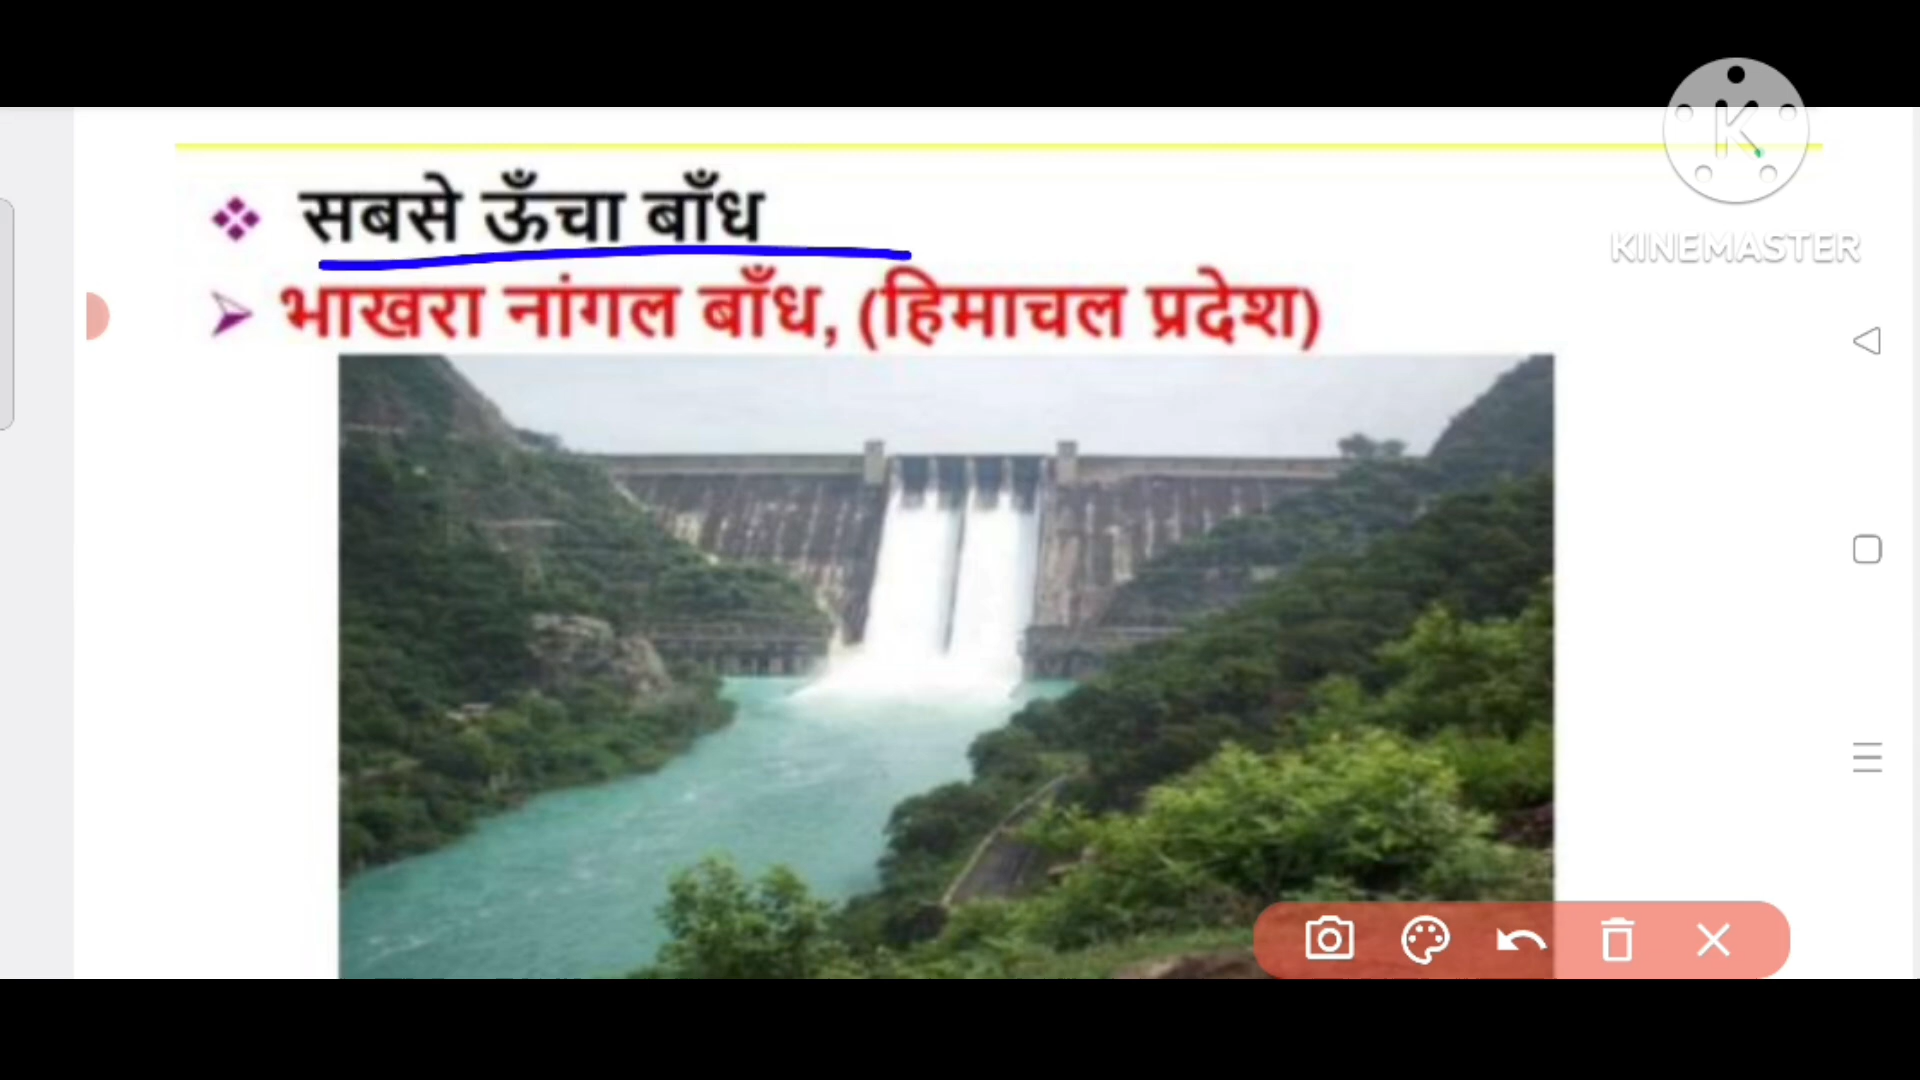 सबसे ऊँचा बाँध
भाखरा नांगल बाँध, (हिमाचल प्रदेश)
K
KINEMASTER